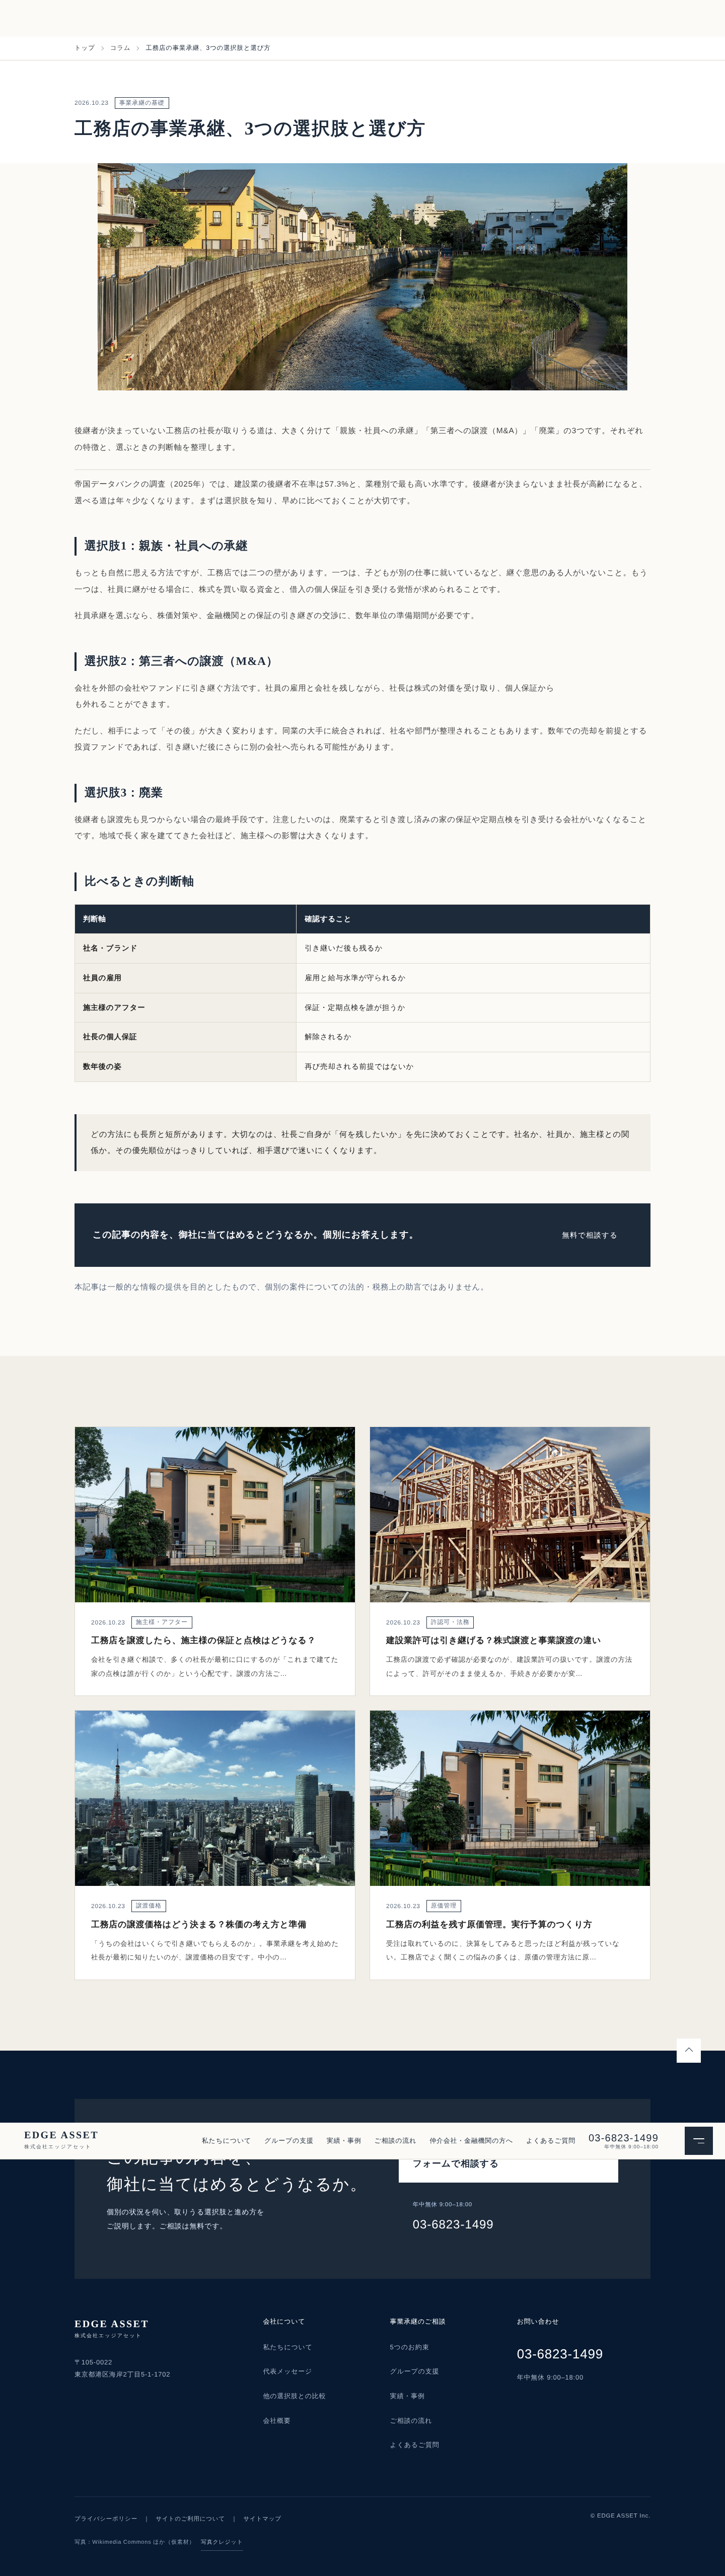 トップ > コラム > 工務店の事業承継、3つの選択肢と選び方
2026.10.23 事業承継の基礎
工務店の事業承継、3つの選択肢と選び方
後継者が決まっていない工務店の社長が取りうる道は、大きく分けて「親族・社員への承継」「第三者への譲渡（M&A）」「廃業」の3つです。それぞれ
の特徴と、選ぶときの判断軸を整理します。
帝国データバンクの調査（2025年）では、建設業の後継者不在率は57.3%と、業種別で最も高い水準です。後継者が決まらないまま社長が高齢になると、
選べる道は年々少なくなります。まずは選択肢を知り、早めに比べておくことが大切です。
選択肢1：親族・社員への承継
もっとも自然に思える方法ですが、工務店では二つの壁があります。一つは、子どもが別の仕事に就いているなど、継ぐ意思のある人がいないこと。もう
一つは、社員に継がせる場合に、株式を買い取る資金と、借入の個人保証を引き受ける覚悟が求められることです。
社員承継を選ぶなら、株価対策や、金融機関との保証の引き継ぎの交渉に、数年単位の準備期間が必要です。
選択肢2：第三者への譲渡（M&A）
会社を外部の会社やファンドに引き継ぐ方法です。社員の雇用と会社を残しながら、社長は株式の対価を受け取り、個人保証から
も外れることができます。
ただし、相手によって「その後」が大きく変わります。同業の大手に統合されれば、社名や部門が整理されることもあります。数年での売却を前提とする
投資ファンドであれば、引き継いだ後にさらに別の会社へ売られる可能性があります。
選択肢3：廃業
後継者も譲渡先も見つからない場合の最終手段です。注意したいのは、廃業すると引き渡し済みの家の保証や定期点検を引き受ける会社がいなくなること
です。地域で長く家を建ててきた会社ほど、施主様への影響は大きくなります。
比べるときの判断軸
判断軸 確認すること
社名・ブランド 引き継いだ後も残るか
社員の雇用 雇用と給与水準が守られるか
施主様のアフター 保証・定期点検を誰が担うか
社長の個人保証 解除されるか
数年後の姿 再び売却される前提ではないか
どの方法にも長所と短所があります。大切なのは、社長ご自身が「何を残したいか」を先に決めておくことです。社名か、社員か、施主様との関
係か。その優先順位がはっきりしていれば、相手選びで迷いにくくなります。
この記事の内容を、御社に当てはめるとどうなるか。個別にお答えします。 無料で相談する
本記事は一般的な情報の提供を目的としたもので、個別の案件についての法的・税務上の助言ではありません。
2026.10.23 施主様・アフター
工務店を譲渡したら、施主様の保証と点検はどうなる？
会社を引き継ぐ相談で、多くの社長が最初に口にするのが「これまで建てた
家の点検は誰が行くのか」という心配です。譲渡の方法ご…
2026.10.23 許認可・法務
建設業許可は引き継げる？株式譲渡と事業譲渡の違い
工務店の譲渡で必ず確認が必要なのが、建設業許可の扱いです。譲渡の方法
によって、許可がそのまま使えるか、手続きが必要かが変…
2026.10.23 譲渡価格
工務店の譲渡価格はどう決まる？株価の考え方と準備
「うちの会社はいくらで引き継いでもらえるのか」。事業承継を考え始めた
社長が最初に知りたいのが、譲渡価格の目安です。中小の…
2026.10.23 原価管理
工務店の利益を残す原価管理。実行予算のつくり方
受注は取れているのに、決算をしてみると思ったほど利益が残っていな
い。工務店でよく聞くこの悩みの多くは、原価の管理方法に原…
EDGE ASSET
株式会社エッジアセット
私たちについて グループの支援 実績・事例 ご相談の流れ 仲介会社・金融機関の方へ よくあるご質問
03-6823-1499
年中無休 9:00–18:00
この記事の内容を、
御社に当てはめるとどうなるか。
個別の状況を伺い、取りうる選択肢と進め方を
ご説明します。ご相談は無料です。
フォームで相談する
年中無休 9:00–18:00
03-6823-1499
EDGE ASSET
株式会社エッジアセット
〒105-0022
東京都港区海岸2丁目5-1-1702
会社について
私たちについて
代表メッセージ
他の選択肢との比較
会社概要
事業承継のご相談
5つのお約束
グループの支援
実績・事例
ご相談の流れ
よくあるご質問
お問い合わせ
03-6823-1499
年中無休 9:00–18:00
プライバシーポリシー | サイトのご利用について | サイトマップ
© EDGE ASSET Inc.
写真：Wikimedia Commons ほか（仮素材） 写真クレジット